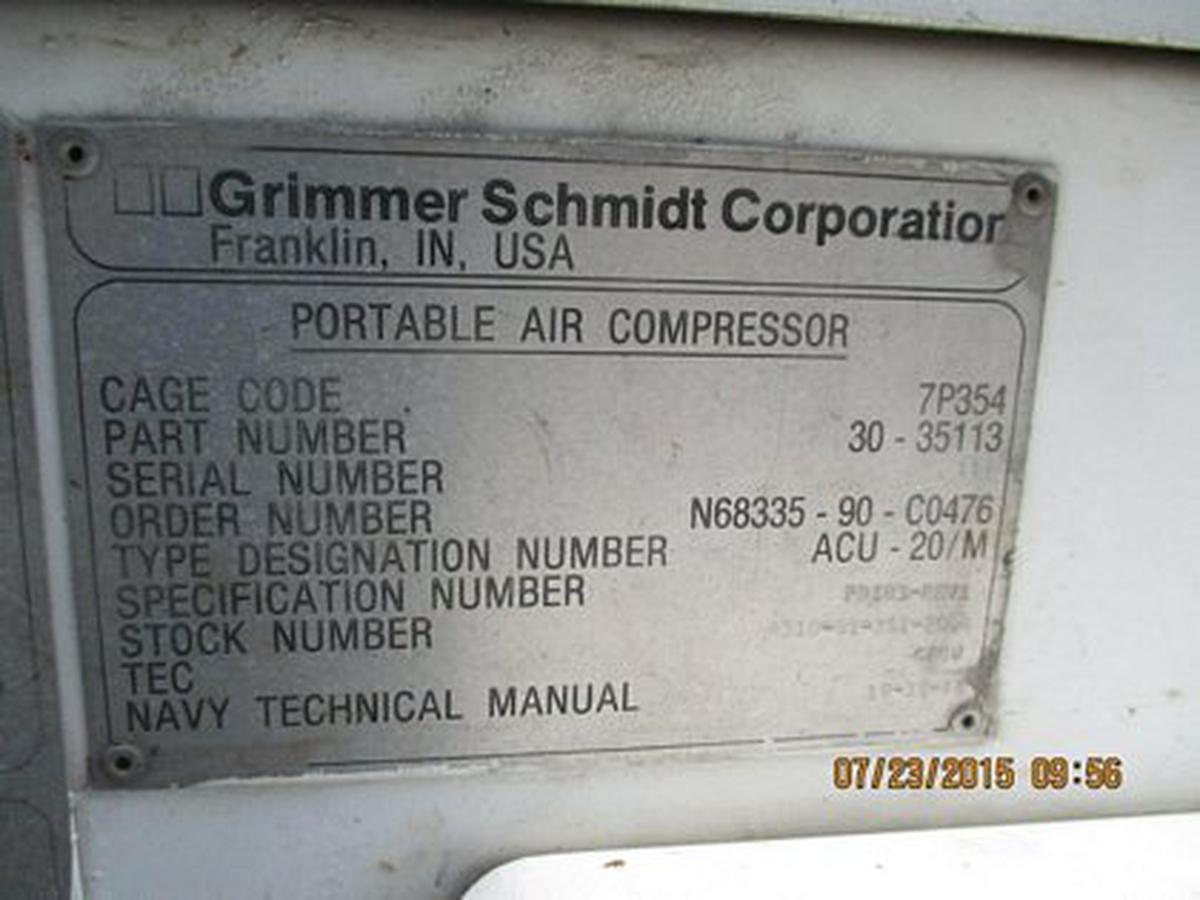 Grimmer Schmidt Corporation
Franklin, IN, USA
PORTABLE AIR COMPRESSOR
CAGE CODE 7P354
PART NUMBER 30 - 35113
SERIAL NUMBER
ORDER NUMBER N68335 - 90 - C0476
TYPE DESIGNATION NUMBER ACU - 20/M
SPECIFICATION NUMBER
STOCK NUMBER
TEC
NAVY TECHNICAL MANUAL
07/23/2015 09:56